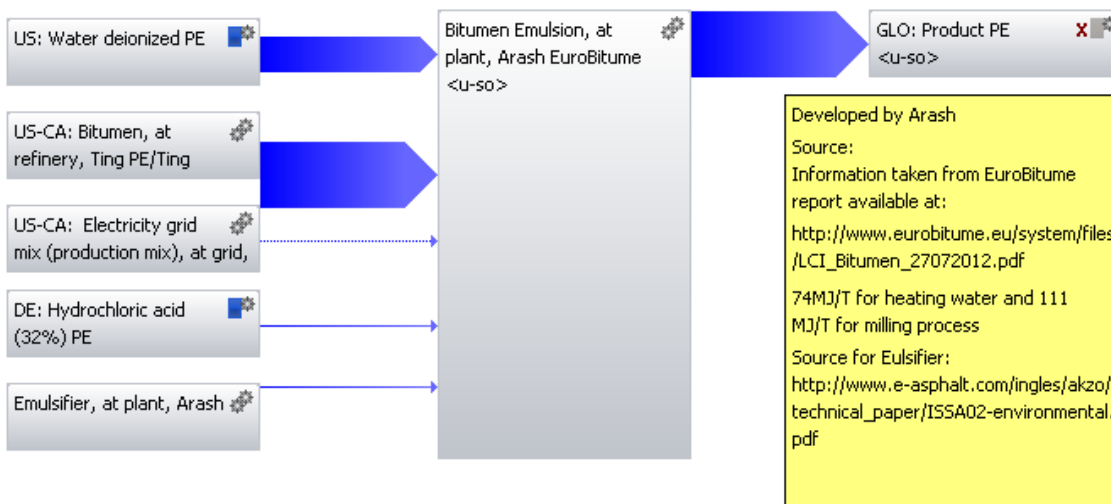 US: Water deionized PE
US-CA: Bitumen, at
refinery, Ting PE/Ting
US-CA: Electricity grid
mix (production mix), at grid,
DE: Hydrochloric acid
(32%) PE
Emulsifier, at plant, Arash
Bitumen Emulsion, at
plant, Arash EuroBitume
<u-so>
GLO: Product PE
X
<u-so>
Developed by Arash
Source:
Information taken from EuroBitume
report available at:
http://www.eurobitume.eu/system/files
/LCI_Bitumen_27072012.pdf
74MJ/T for heating water and 111
MJ/T for milling process
Source for Eulsifier:
http://www.e-asphalt.com/ingles/akzo/
technical_paper/ISSA02-environmental.
pdf